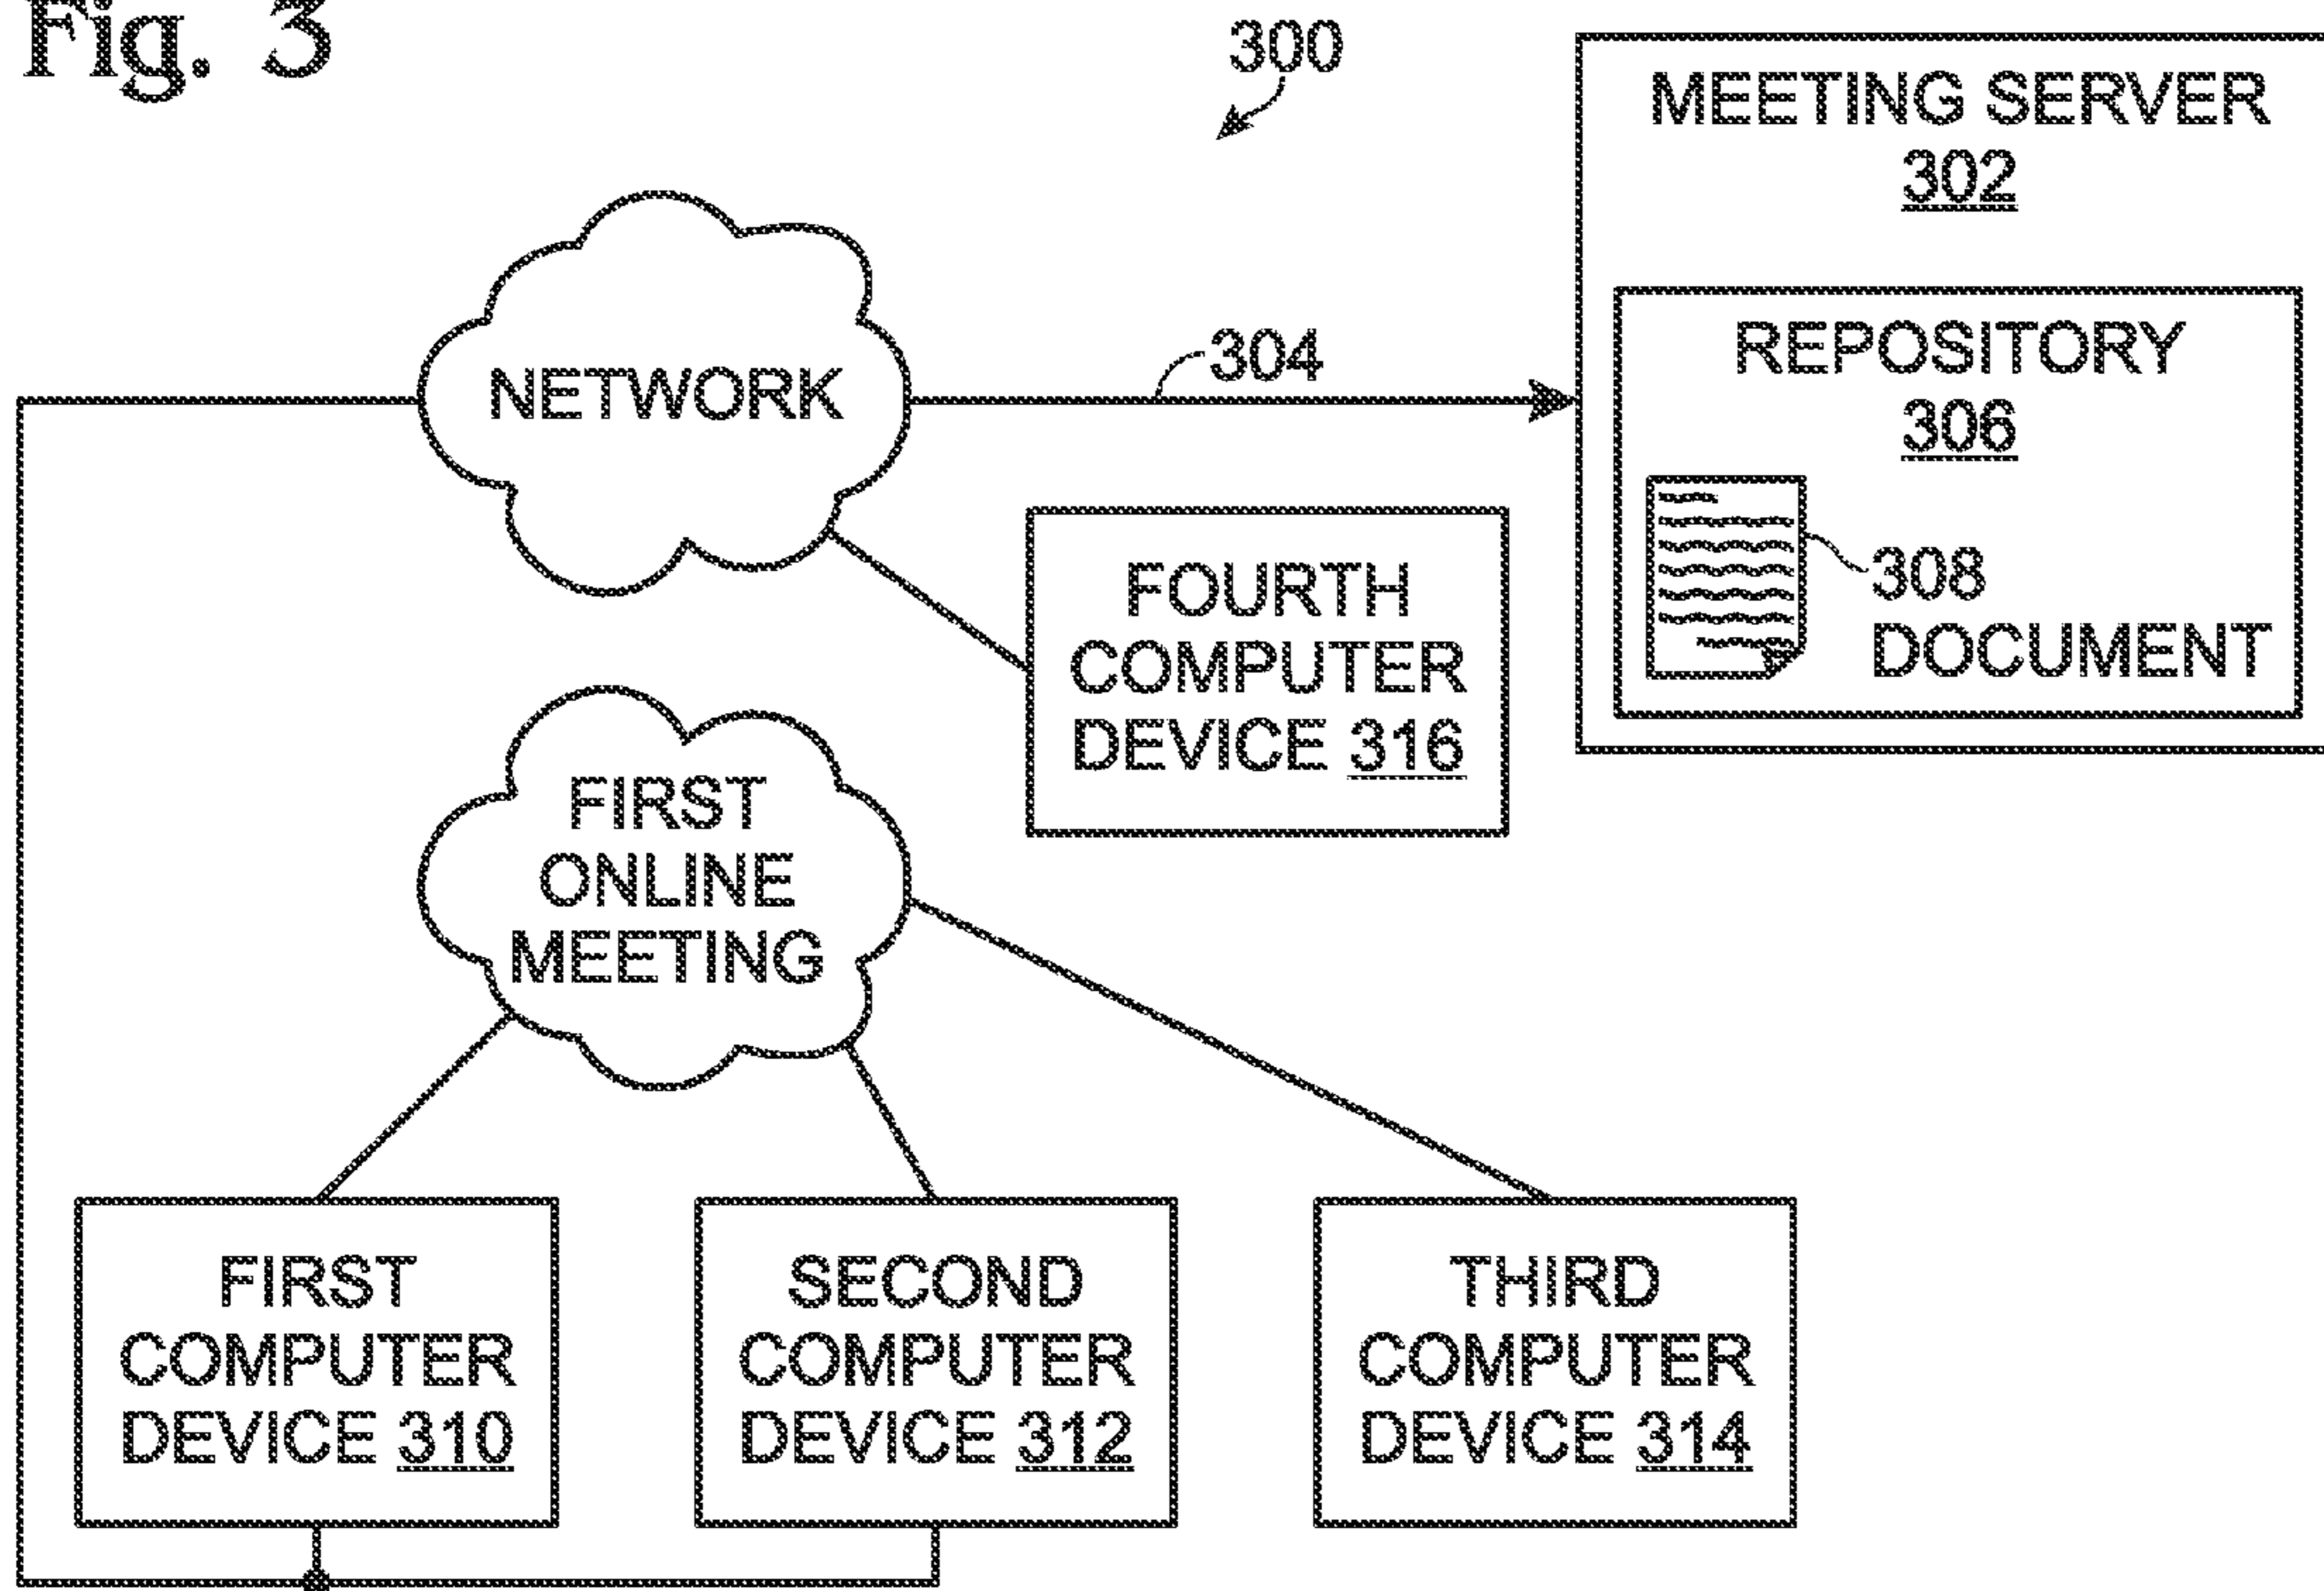 Fig. 3
300
MEETING SERVER
302
NETWORK
304
REPOSITORY
306
308
DOCUMENT
FOURTH
COMPUTER
DEVICE 316
FIRST
ONLINE
MEETING
FIRST
COMPUTER
DEVICE 310
SECOND
COMPUTER
DEVICE 312
THIRD
COMPUTER
DEVICE 314